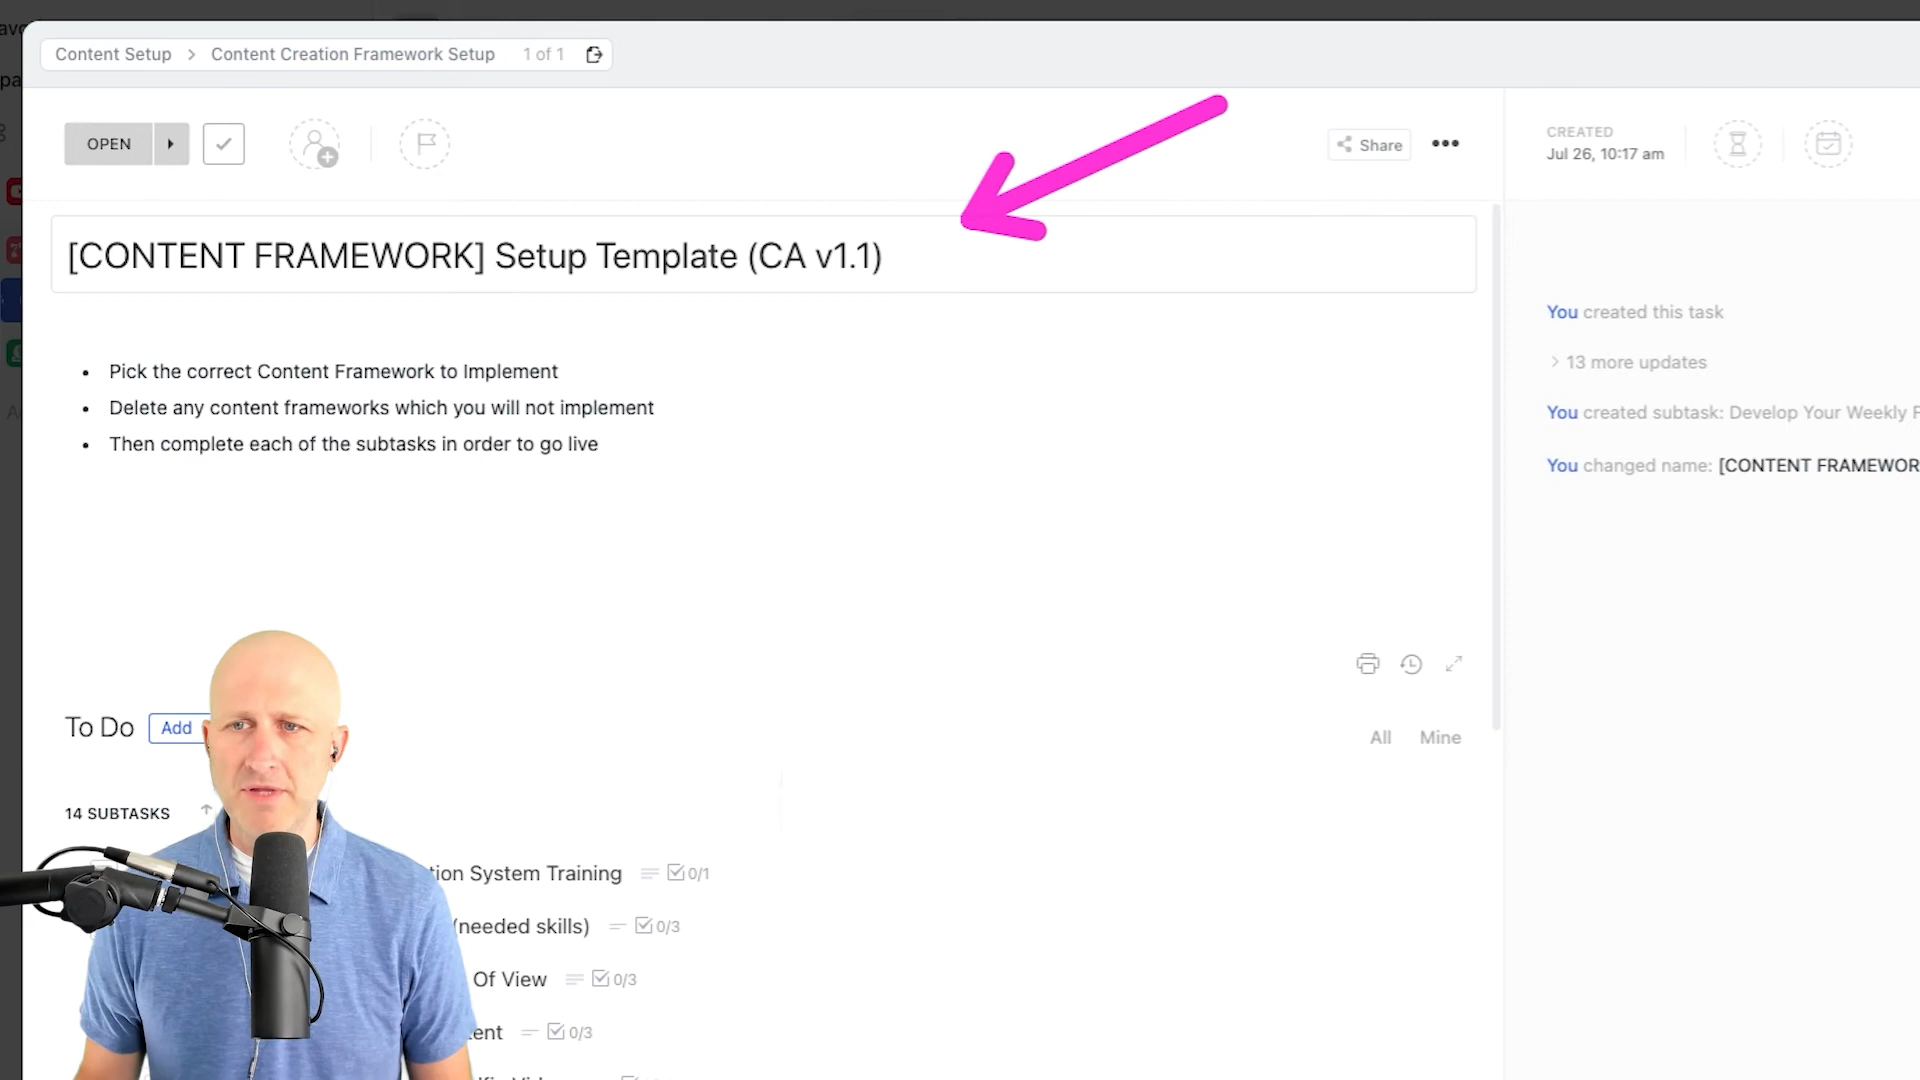 Content Setup > Content Creation Framework Setup 1 of 1
OPEN
Share
CREATED
Jul 26, 10:17 am
[CONTENT FRAMEWORK] Setup Template (CA v1.1)
• Pick the correct Content Framework to Implement
• Delete any content frameworks which you will not implement
• Then complete each of the subtasks in order to go live
You created this task
> 13 more updates
You created subtask: Develop Your Weekly
You changed name: [CONTENT FRAMEWOR
To Do Add
All Mine
14 SUBTASKS
tion System Training 0/1
(needed skills) 0/3
Of View 0/3
ent 0/3